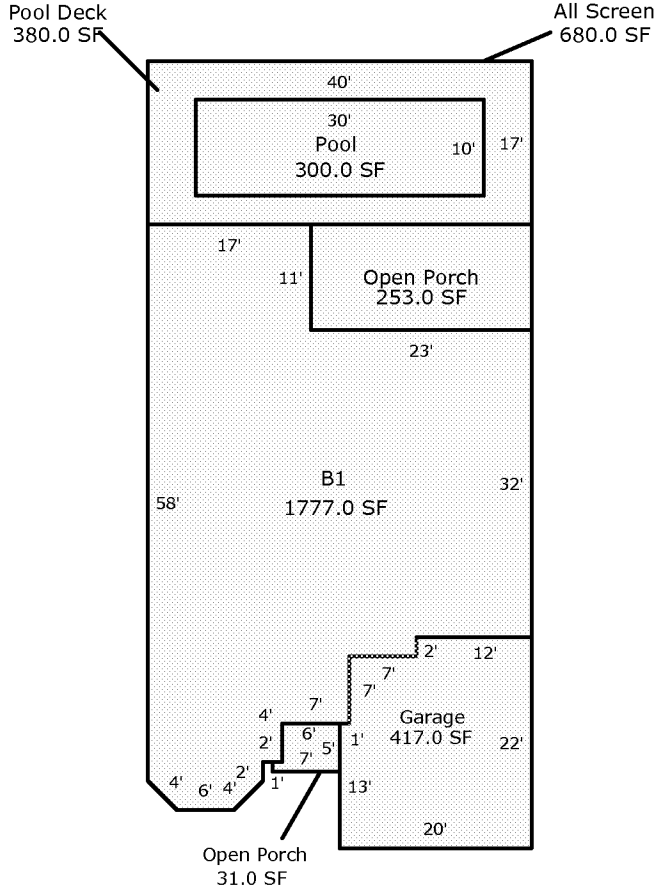 Pool Deck
380.0 SF
All Screen
680.0 SF
40'
30'
Pool
300.0 SF
10'
17'
17'
11'
Open Porch
253.0 SF
23'
B1
1777.0 SF
58'
32'
2'
12'
7'
7'
7'
4'
6'
Garage
417.0 SF
2'
5'
1'
22'
7'
2'
4'
6'
4'
1'
13'
20'
Open Porch
31.0 SF